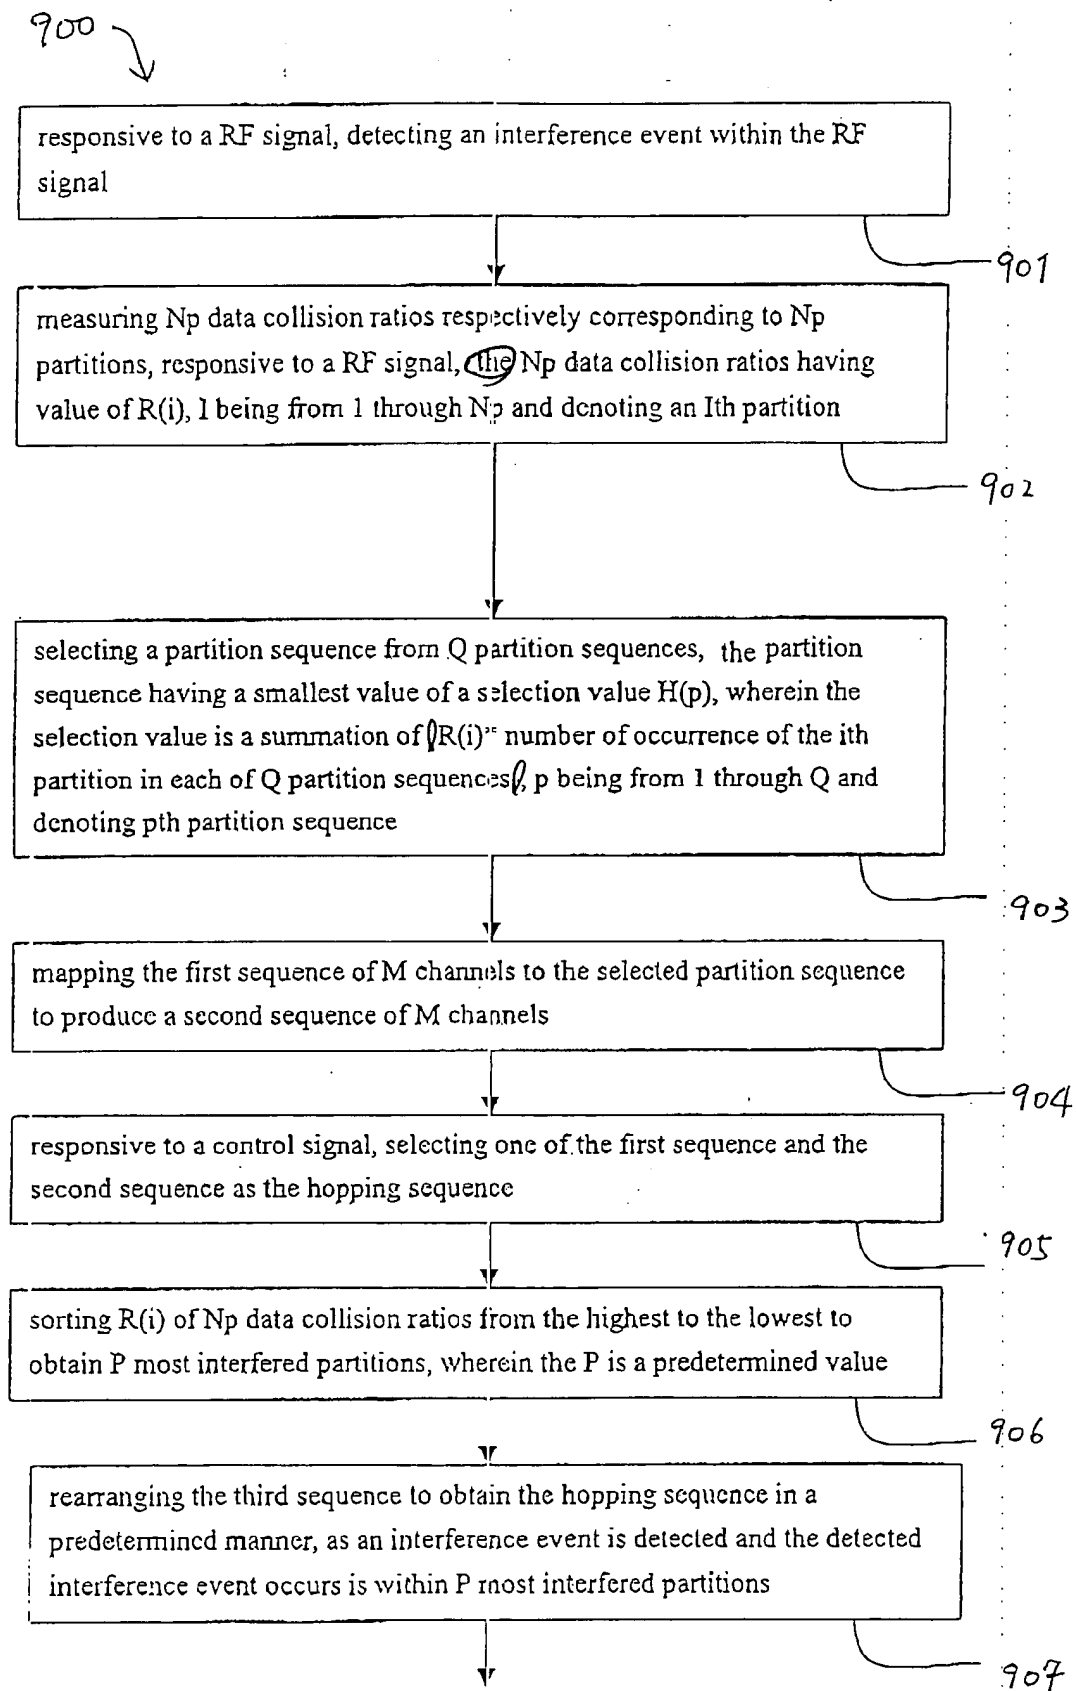 900
responsive to a RF signal, detecting an interference event within the RF
signal
901
measuring Np data collision ratios respectively corresponding to Np
partitions, responsive to a RF signal, the Np data collision ratios having
value of R(i), I being from 1 through Np and denoting an Ith partition
902
selecting a partition sequence from Q partition sequences, the partition
sequence having a smallest value of a selection value H(p), wherein the
selection value is a summation of (R(i)* number of occurrence of the ith
partition in each of Q partition sequences), p being from 1 through Q and
denoting pth partition sequence
903
mapping the first sequence of M channels to the selected partition sequence
to produce a second sequence of M channels
904
responsive to a control signal, selecting one of the first sequence and the
second sequence as the hopping sequence
905
sorting R(i) of Np data collision ratios from the highest to the lowest to
obtain P most interfered partitions, wherein the P is a predetermined value
906
rearranging the third sequence to obtain the hopping sequence in a
predetermined manner, as an interference event is detected and the detected
interference event occurs is within P most interfered partitions
907